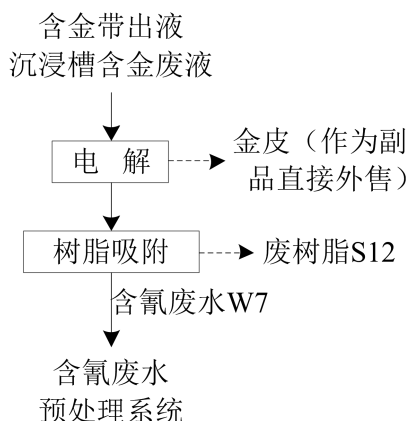 含金带出液
沉浸槽含金废液
电 解
金皮（作为副
品直接外售）
树脂吸附
废树脂S12
含氰废水W7
含氰废水
预处理系统